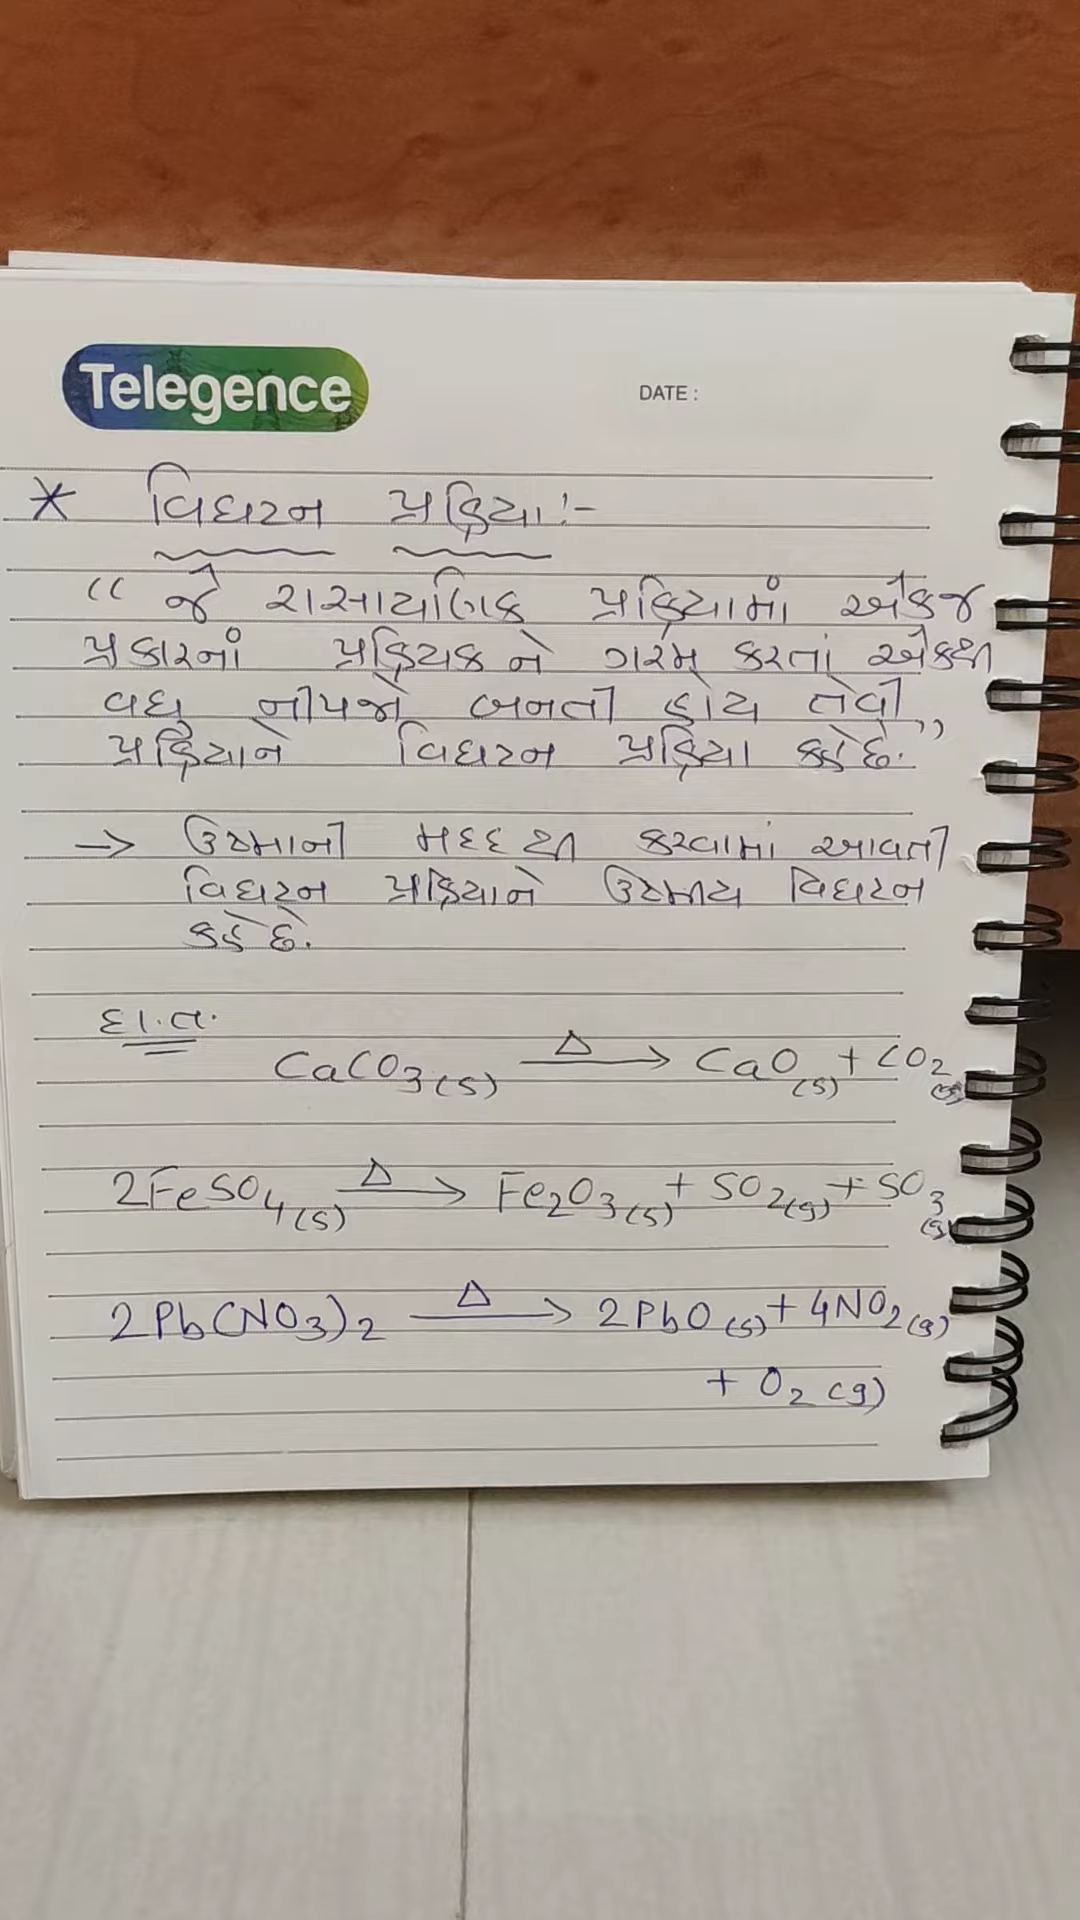 Telegence
DATE :
* વિઘટન પ્રક્રિયા :-
“ જે રાસાયણિક પ્રક્રિયામાં એકજ
પ્રકારનાં પ્રક્રિયક ને ગરમ કરતાં એકથી
વધુ નીપજો બનતી હોય તેવી
પ્રક્રિયાને વિઘટન પ્રક્રિયા કહે છે. ”
→ ઉષ્માની મદદથી કરવામાં આવતી
વિઘટન પ્રક્રિયાને ઉષ્મીય વિઘટન
કહે છે.
દા.ત.
CaCO3(s) —Δ→ CaO(s) + CO2(g)
2FeSO4(s) —Δ→ Fe2O3(s) + SO2(g) + SO3(g)
2Pb(NO3)2 —Δ→ 2PbO(s) + 4NO2(g)
+ O2(g)